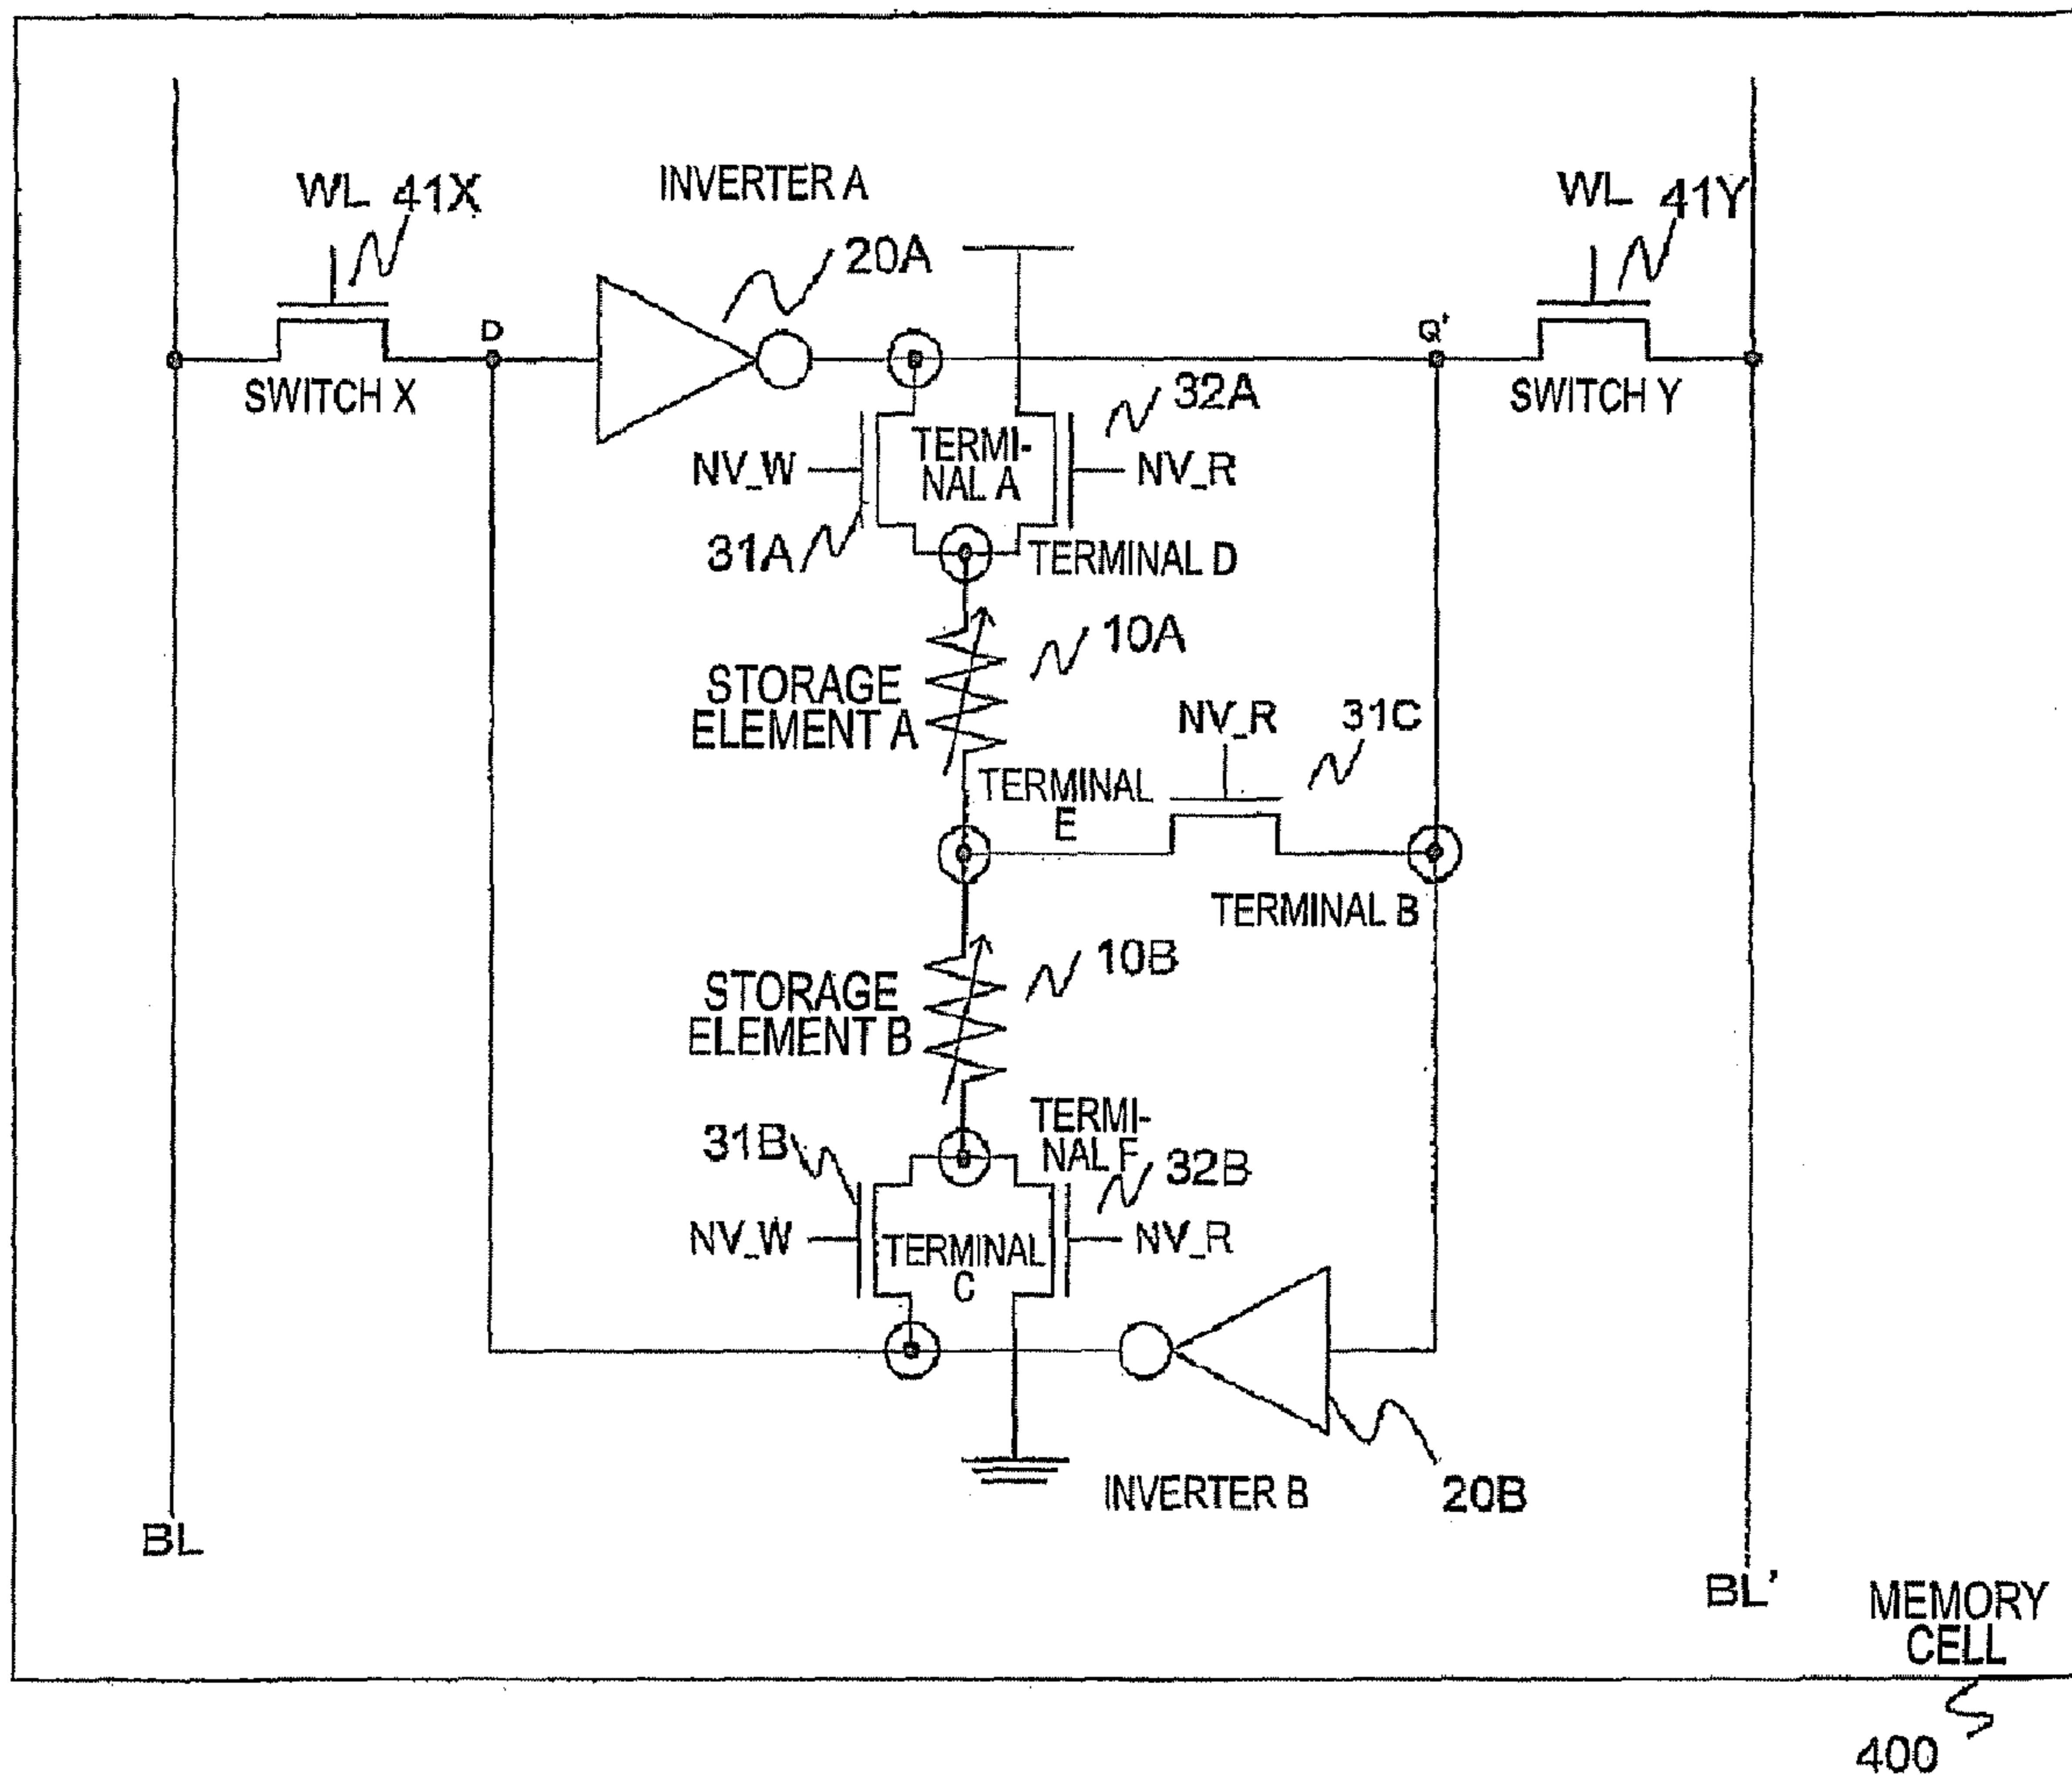 INVERTER A
WL 41X
WL 41Y
20A
D
Q'
SWITCH X
SWITCH Y
32A
NV_W
TERMI-
NAL A
NV_R
31A
TERMINAL D
10A
STORAGE
ELEMENT A
NV_R
31C
TERMINAL
E
TERMINAL B
10B
STORAGE
ELEMENT B
TERMI-
NAL F
31B
32B
NV_W
TERMINAL
C
NV_R
INVERTER B
20B
BL
BL'
MEMORY
CELL
400